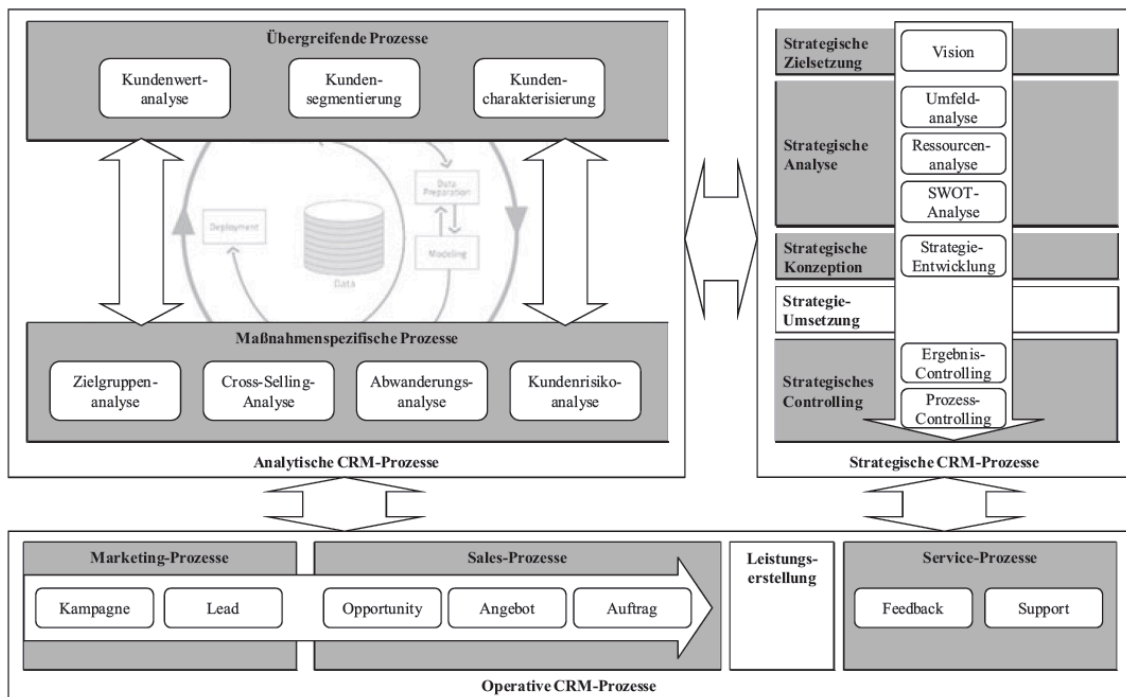 Übergreifende Prozesse
Kundenwert-
analyse
Kunden-
segmentierung
Kunden-
charakterisierung
Data
Preparation
Deployment
Modeling
Data
Maßnahmenspezifische Prozesse
Zielgruppen-
analyse
Cross-Selling-
Analyse
Abwanderungs-
analyse
Kundenrisiko-
analyse
Analytische CRM-Prozesse
Strategische
Zielsetzung
Vision
Strategische
Analyse
Umfeld-
analyse
Ressourcen-
analyse
SWOT-
Analyse
Strategische
Konzeption
Strategie-
Entwicklung
Strategie-
Umsetzung
Strategisches
Controlling
Ergebnis-
Controlling
Prozess-
Controlling
Strategische CRM-Prozesse
Marketing-Prozesse
Kampagne
Lead
Sales-Prozesse
Opportunity
Angebot
Auftrag
Leistungs-
erstellung
Service-Prozesse
Feedback
Support
Operative CRM-Prozesse